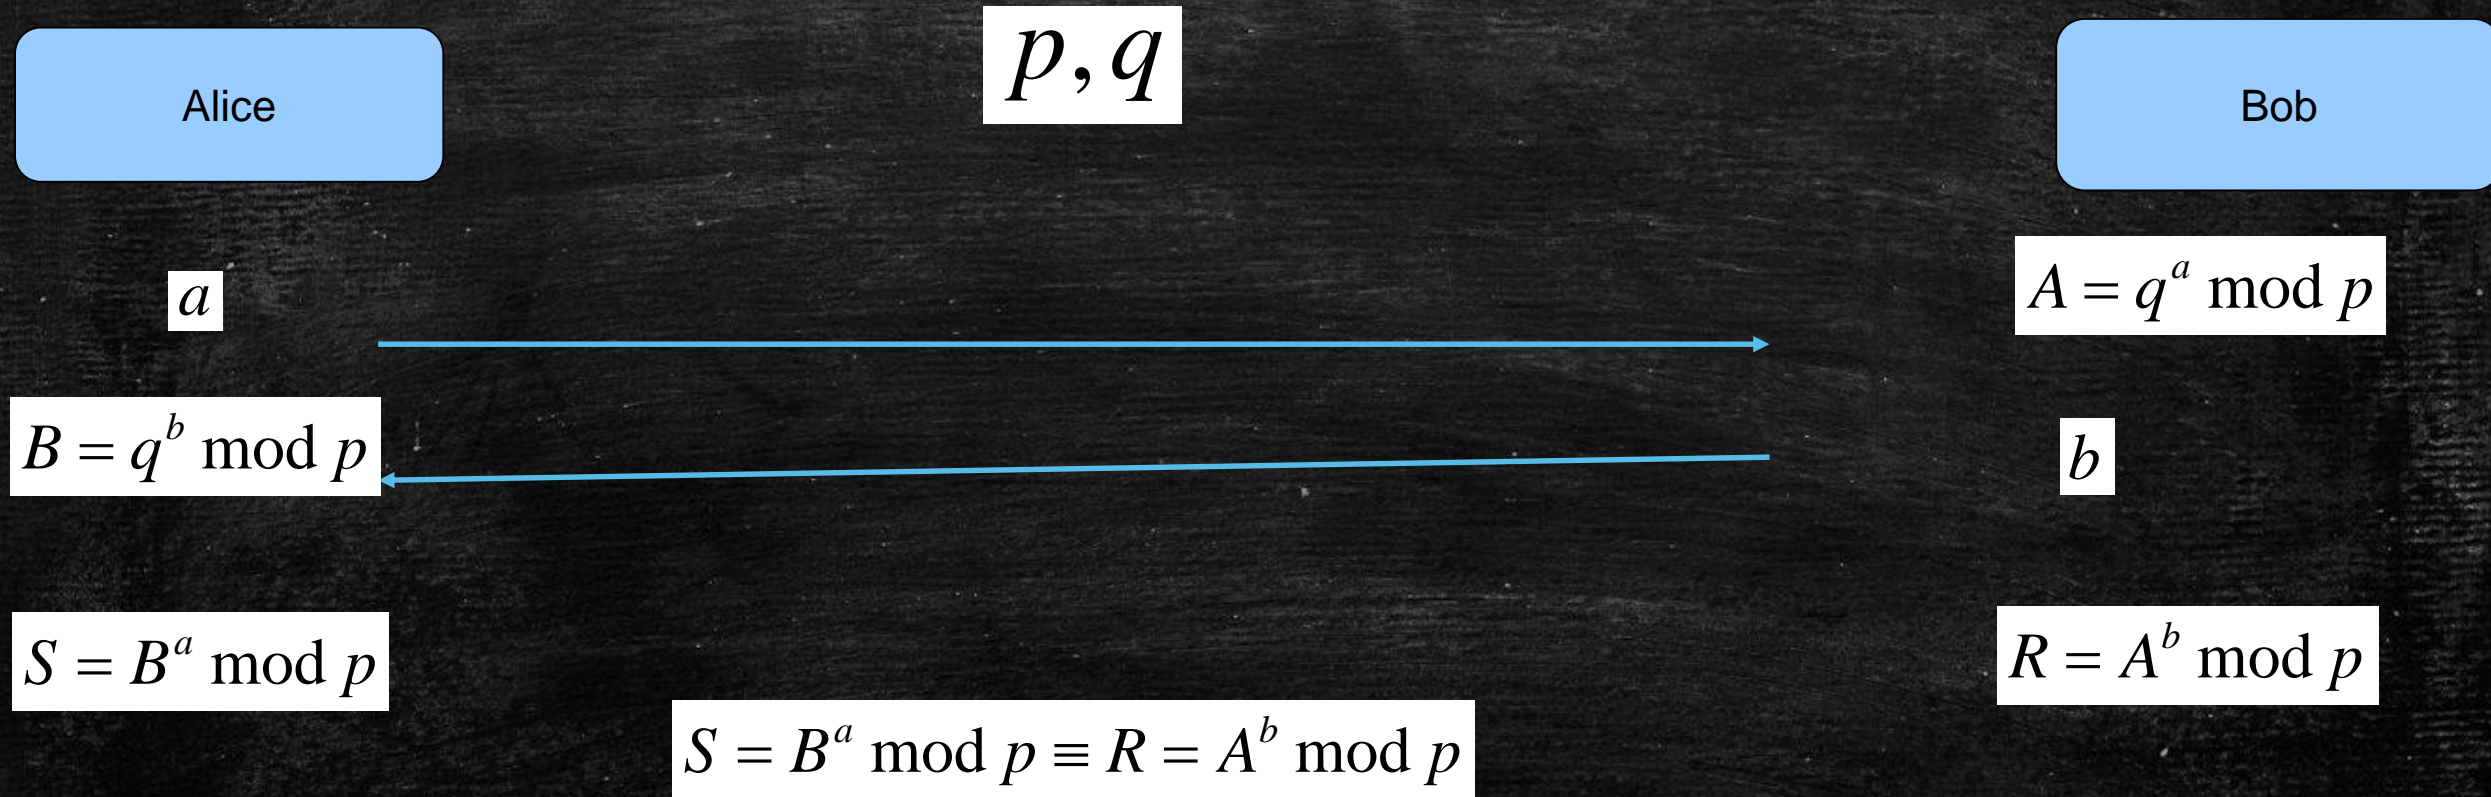 p, q
Alice
Bob
a
A = q^a mod p
B = q^b mod p
b
S = B^a mod p
R = A^b mod p
S = B^a mod p ≡ R = A^b mod p